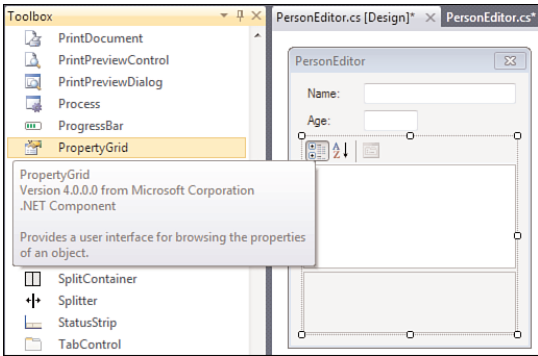 Toolbox
PrintDocument
PrintPreviewControl
PrintPreviewDialog
Process
ProgressBar
PropertyGrid
PropertyGrid
Version 4.0.0.0 from Microsoft Corporation
.NET Component
Provides a user interface for browsing the properties
of an object.
SplitContainer
Splitter
StatusStrip
TabControl
PersonEditor.cs [Design]*
PersonEditor.cs*
PersonEditor
Name:
Age:
A
Z